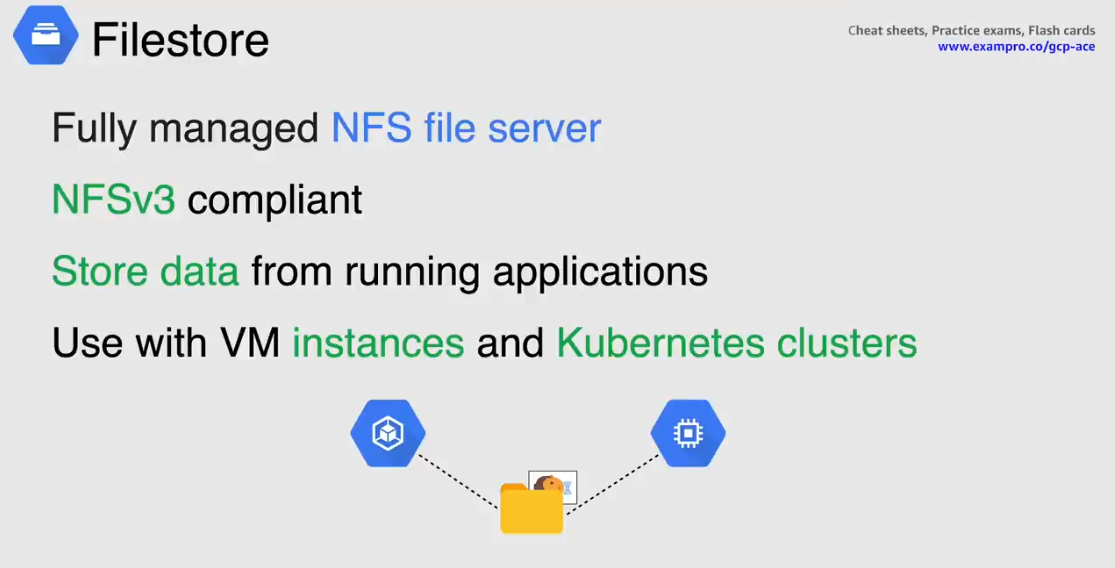 Filestore
Cheat sheets, Practice exams, Flash cards
www.exampro.co/gcp-ace
Fully managed NFS file server
NFSv3 compliant
Store data from running applications
Use with VM instances and Kubernetes clusters